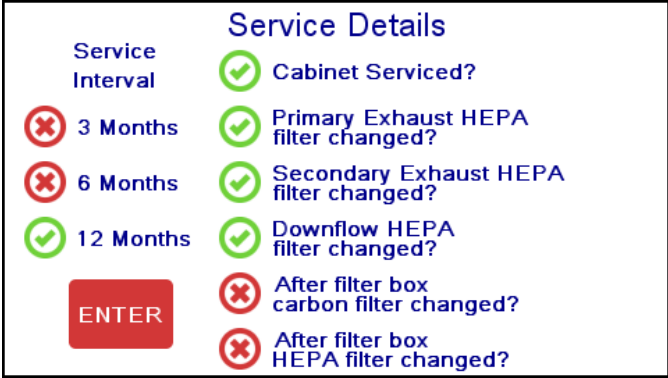 Service Details
Service
Interval
3 Months
6 Months
12 Months
ENTER
Cabinet Serviced?
Primary Exhaust HEPA
filter changed?
Secondary Exhaust HEPA
filter changed?
Downflow HEPA
filter changed?
After filter box
carbon filter changed?
After filter box
HEPA filter changed?